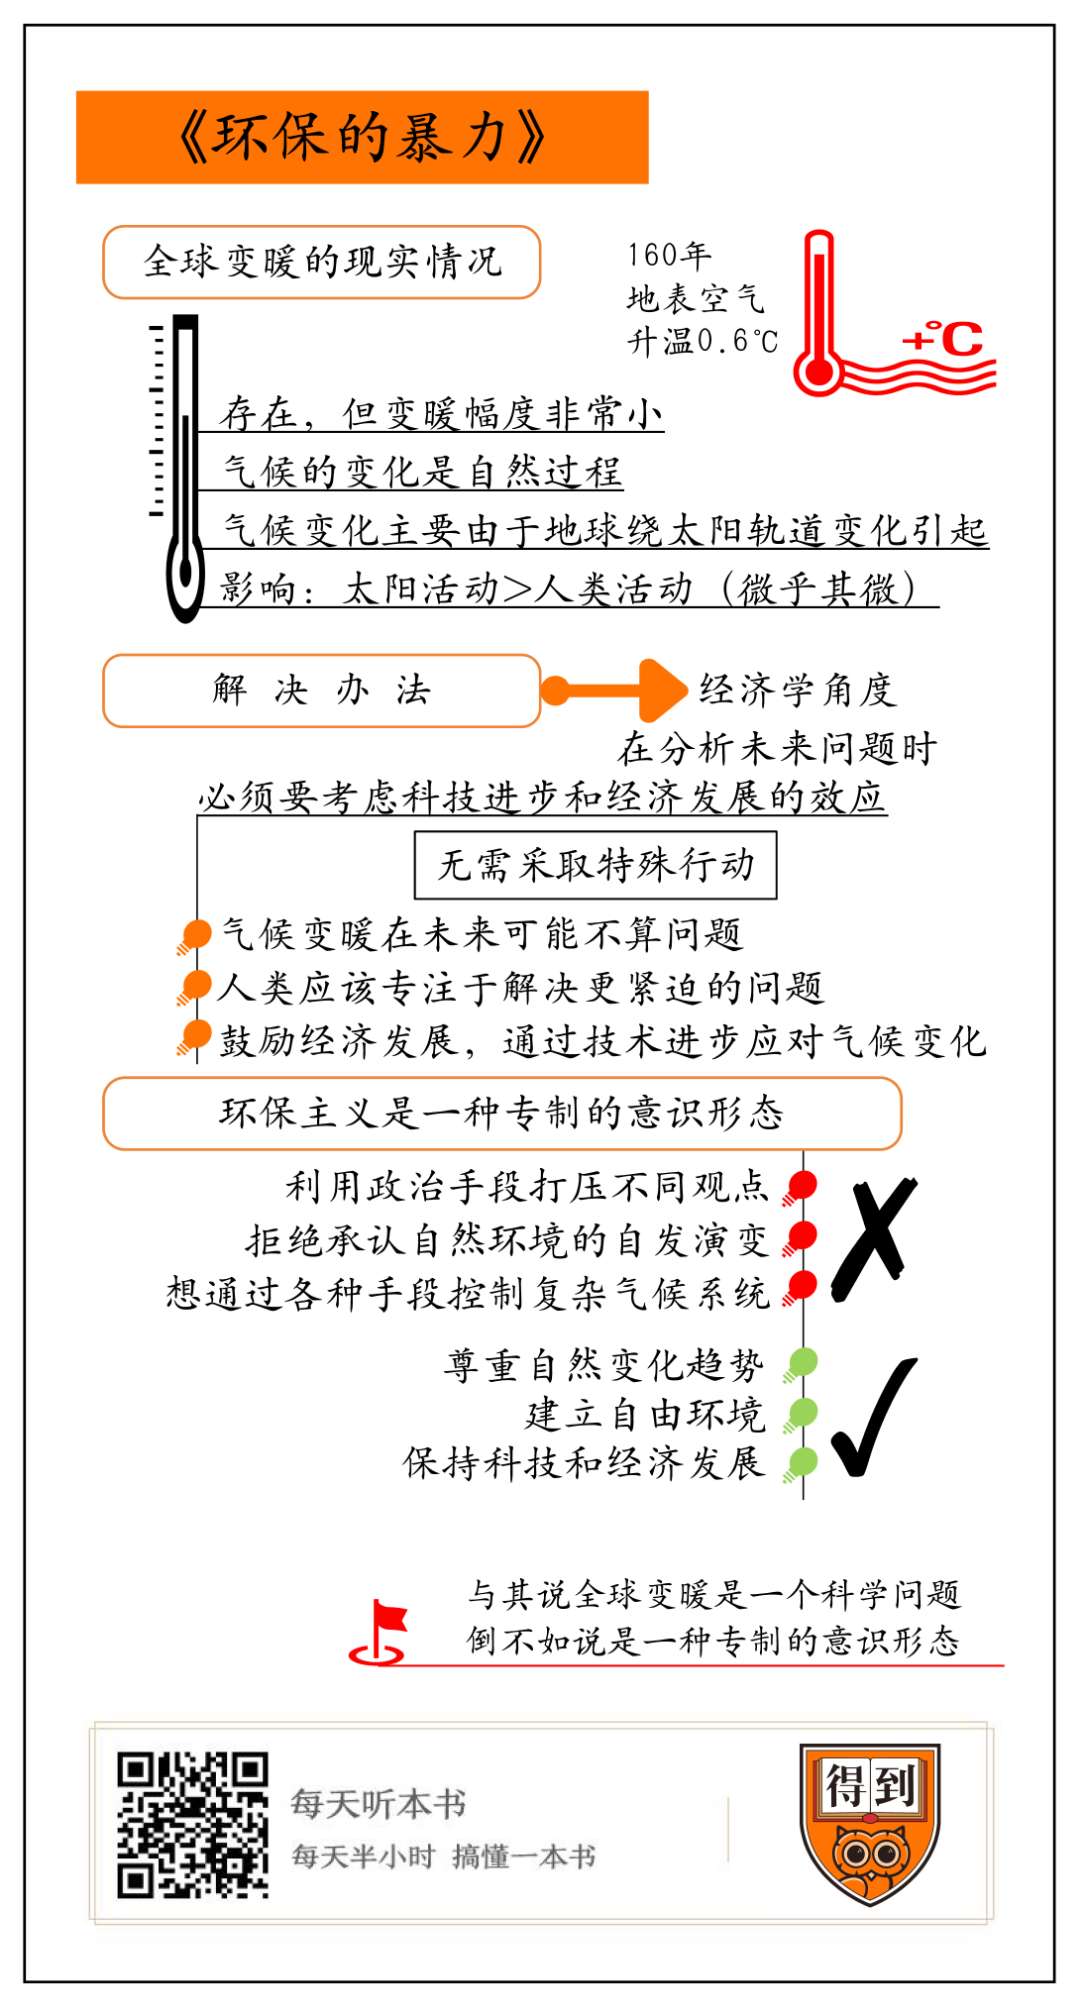 《环保的暴力》
全球变暖的现实情况
160年
地表空气
升温0.6℃
+°C
存在，但变暖幅度非常小
气候的变化是自然过程
气候变化主要由于地球绕太阳轨道变化引起
影响：太阳活动>人类活动（微乎其微）
解决办法
经济学角度
在分析未来问题时
必须要考虑科技进步和经济发展的效应
无需采取特殊行动
气候变暖在未来可能不算问题
人类应该专注于解决更紧迫的问题
鼓励经济发展，通过技术进步应对气候变化
环保主义是一种专制的意识形态
利用政治手段打压不同观点
拒绝承认自然环境的自发演变
想通过各种手段控制复杂气候系统
尊重自然变化趋势
建立自由环境
保持科技和经济发展
与其说全球变暖是一个科学问题
倒不如说是一种专制的意识形态
每天听本书
每天半小时 搞懂一本书
得到